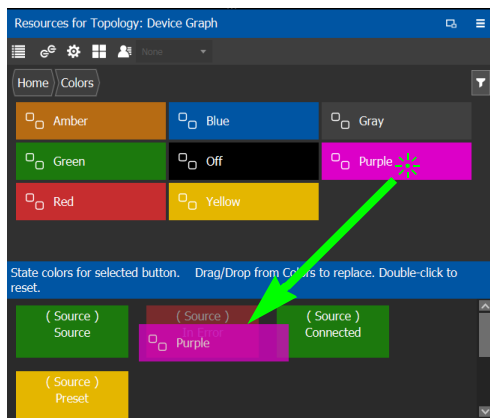 Resources for Topology: Device Graph
None
Home Colors
Amber Blue Gray
Green Off Purple
Red Yellow
State colors for selected button. Drag/Drop from Colors to replace. Double-click to
reset.
( Source ) ( Source ) ( Source )
Source In Error Connected
Purple
( Source )
Preset